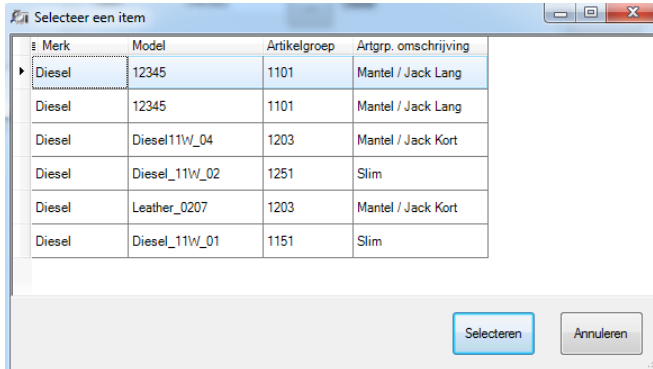 Selecteer een item
Merk Model Artikelgroep Artgrp. omschrijving
Diesel 12345 1101 Mantel / Jack Lang
Diesel 12345 1101 Mantel / Jack Lang
Diesel Diesel11W_04 1203 Mantel / Jack Kort
Diesel Diesel_11W_02 1251 Slim
Diesel Leather_0207 1203 Mantel / Jack Kort
Diesel Diesel_11W_01 1151 Slim
Selecteren Annuleren